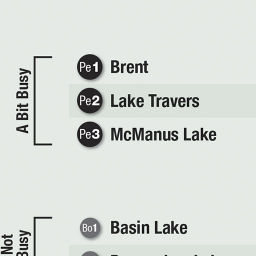 A Bit Busy
Pe1 Brent
Pe2 Lake Travers
Pe3 McManus Lake
Not
Busy
Bo1 Basin Lake